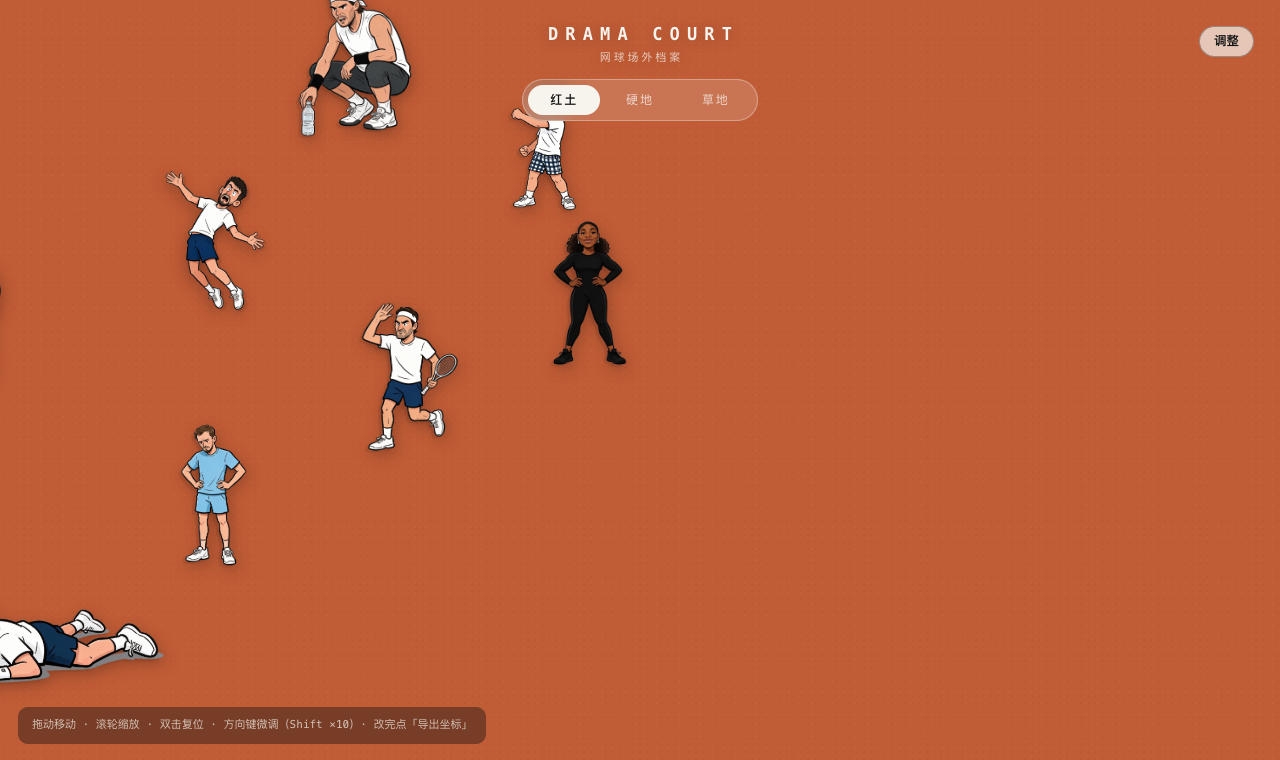 DRAMA COURT
网球场外档案
调整
红土 硬地 草地
拖动移动 · 滚轮缩放 · 双击复位 · 方向键微调（Shift ×10）· 改完点「导出坐标」